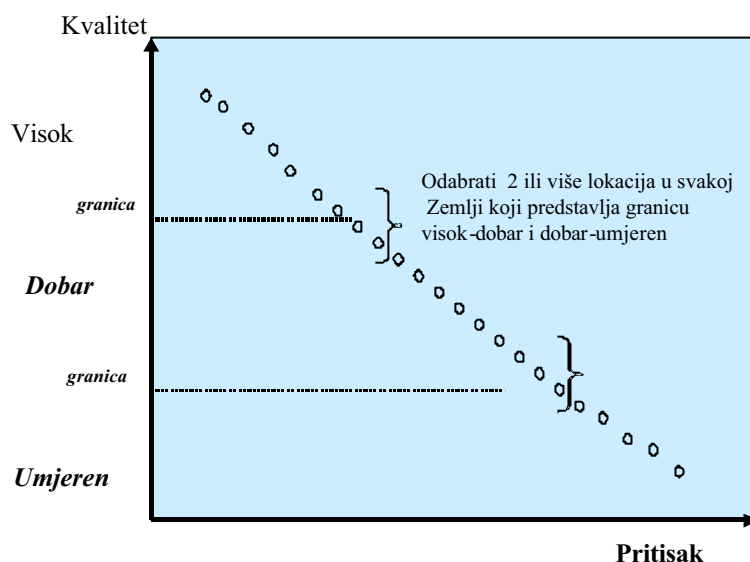 Kvalitet
Visok
granica
Odabrati 2 ili više lokacija u svakoj
Zemlji koji predstavlja granicu
visok-dobar i dobar-umjeren
Dobar
granica
Umjeren
Pritisak